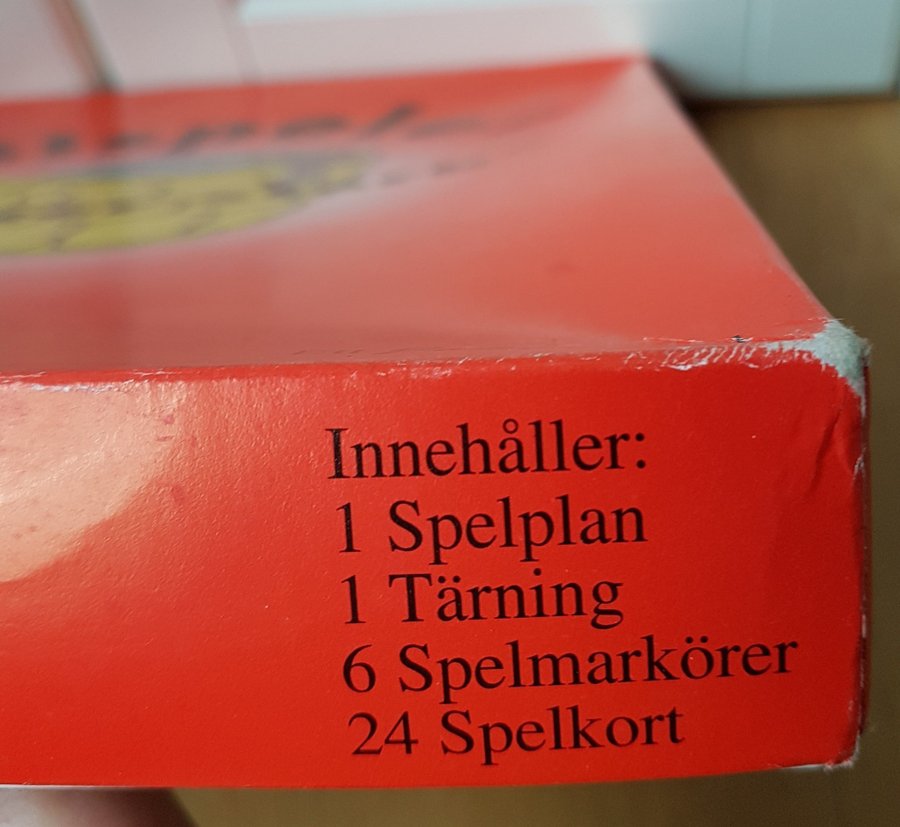 Innehåller:
1 Spelplan
1 Tärning
6 Spelmarkörer
24 Spelkort